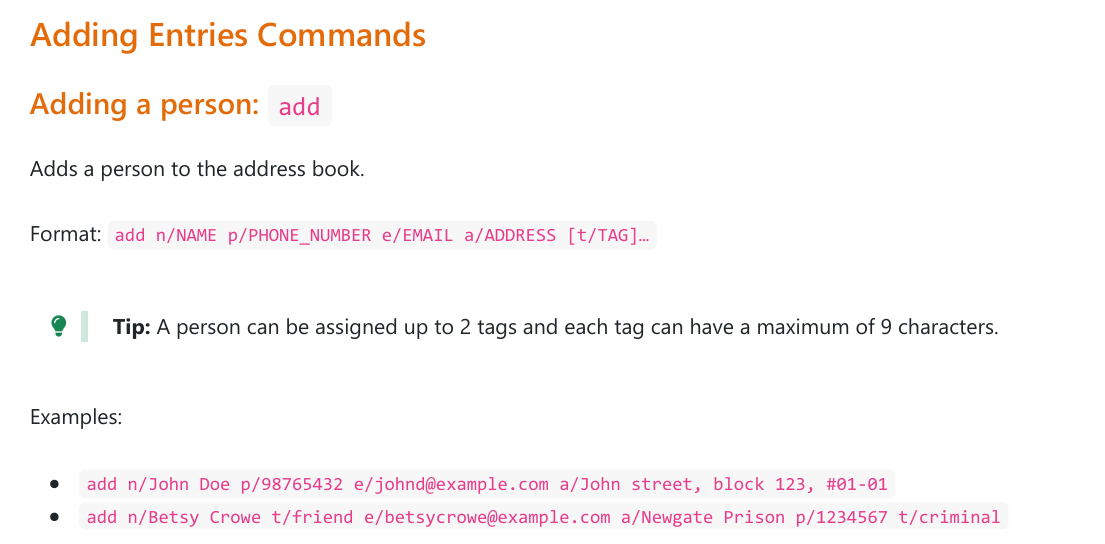 Adding Entries Commands
Adding a person: add
Adds a person to the address book.
Format: add n/NAME p/PHONE_NUMBER e/EMAIL a/ADDRESS [t/TAG]…
Tip: A person can be assigned up to 2 tags and each tag can have a maximum of 9 characters.
Examples:
add n/John Doe p/98765432 e/johnd@example.com a/John street, block 123, #01-01
add n/Betsy Crowe t/friend e/betsycrowe@example.com a/Newgate Prison p/1234567 t/criminal